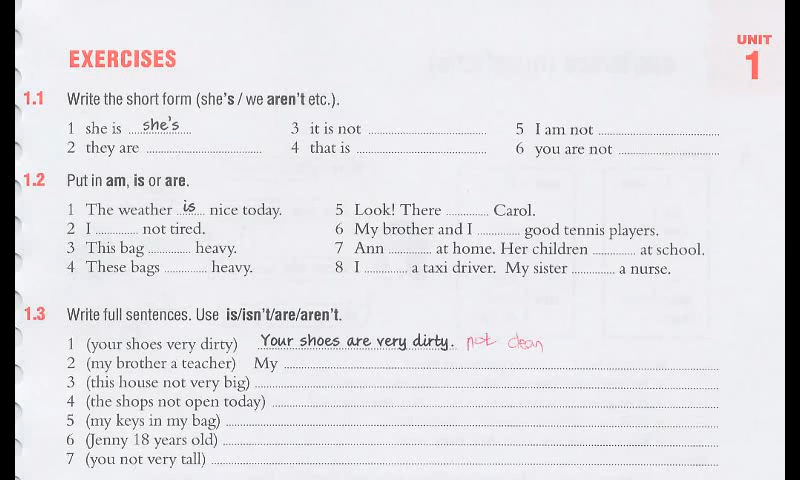 UNIT
1
EXERCISES
1.1 Write the short form (she's / we aren't etc.).
1 she is she's 3 it is not .............................. 5 I am not ..............................
2 they are .............................. 4 that is .............................. 6 you are not ..............................
1.2 Put in am, is or are.
1 The weather ...is... nice today. 5 Look! There ............ Carol.
2 I ............ not tired. 6 My brother and I ............ good tennis players.
3 This bag ............ heavy. 7 Ann ............ at home. Her children ............ at school.
4 These bags ............ heavy. 8 I ............ a taxi driver. My sister ............ a nurse.
1.3 Write full sentences. Use is/isn't/are/aren't.
1 (your shoes very dirty) Your shoes are very dirty. not clean
2 (my brother a teacher) My ..............................
3 (this house not very big) ..............................
4 (the shops not open today) ..............................
5 (my keys in my bag) ..............................
6 (Jenny 18 years old) ..............................
7 (you not very tall) ..............................